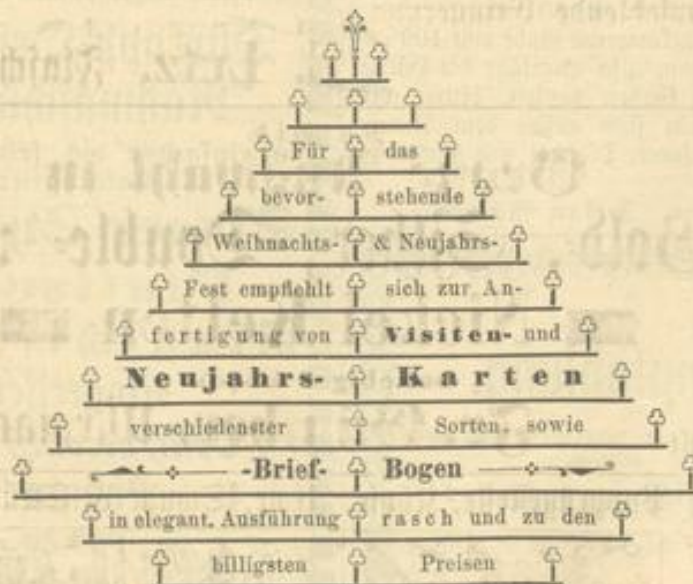 Für das
bevor- stehende
Weihnachts- & Neujahrs-
Fest empfiehlt sich zur An-
fertigung von Visiten- und
Neujahrs- Karten
verschiedenster Sorten, sowie
-Brief- Bogen
in elegant. Ausführung rasch und zu den
billigsten Preisen